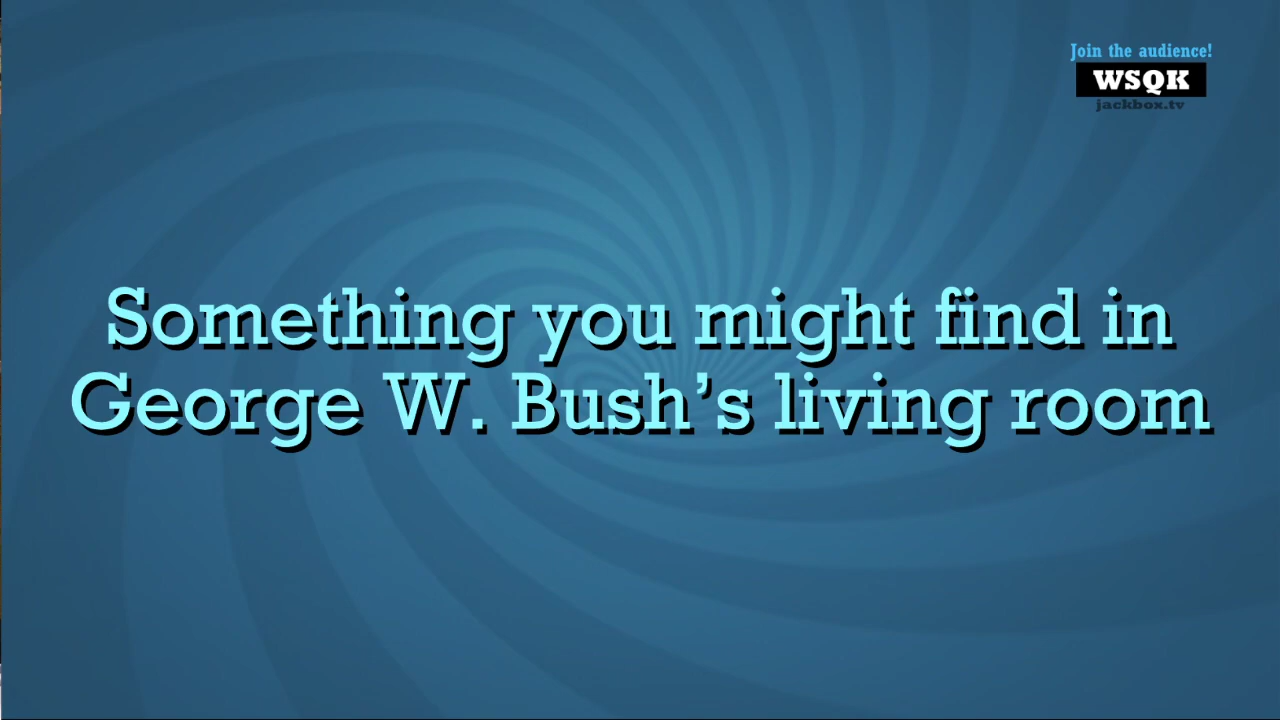 Join the audience!
WSQK
jackbox.tv
Something you might find in
George W. Bush’s living room